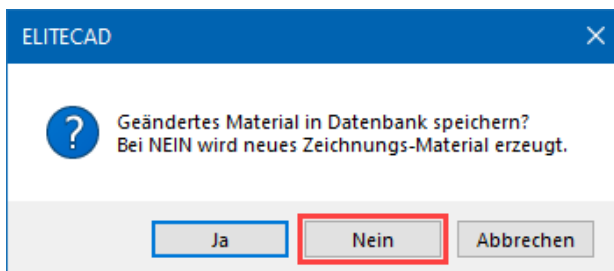 ELITECAD
Geändertes Material in Datenbank speichern?
Bei NEIN wird neues Zeichnungs-Material erzeugt.
Ja Nein Abbrechen